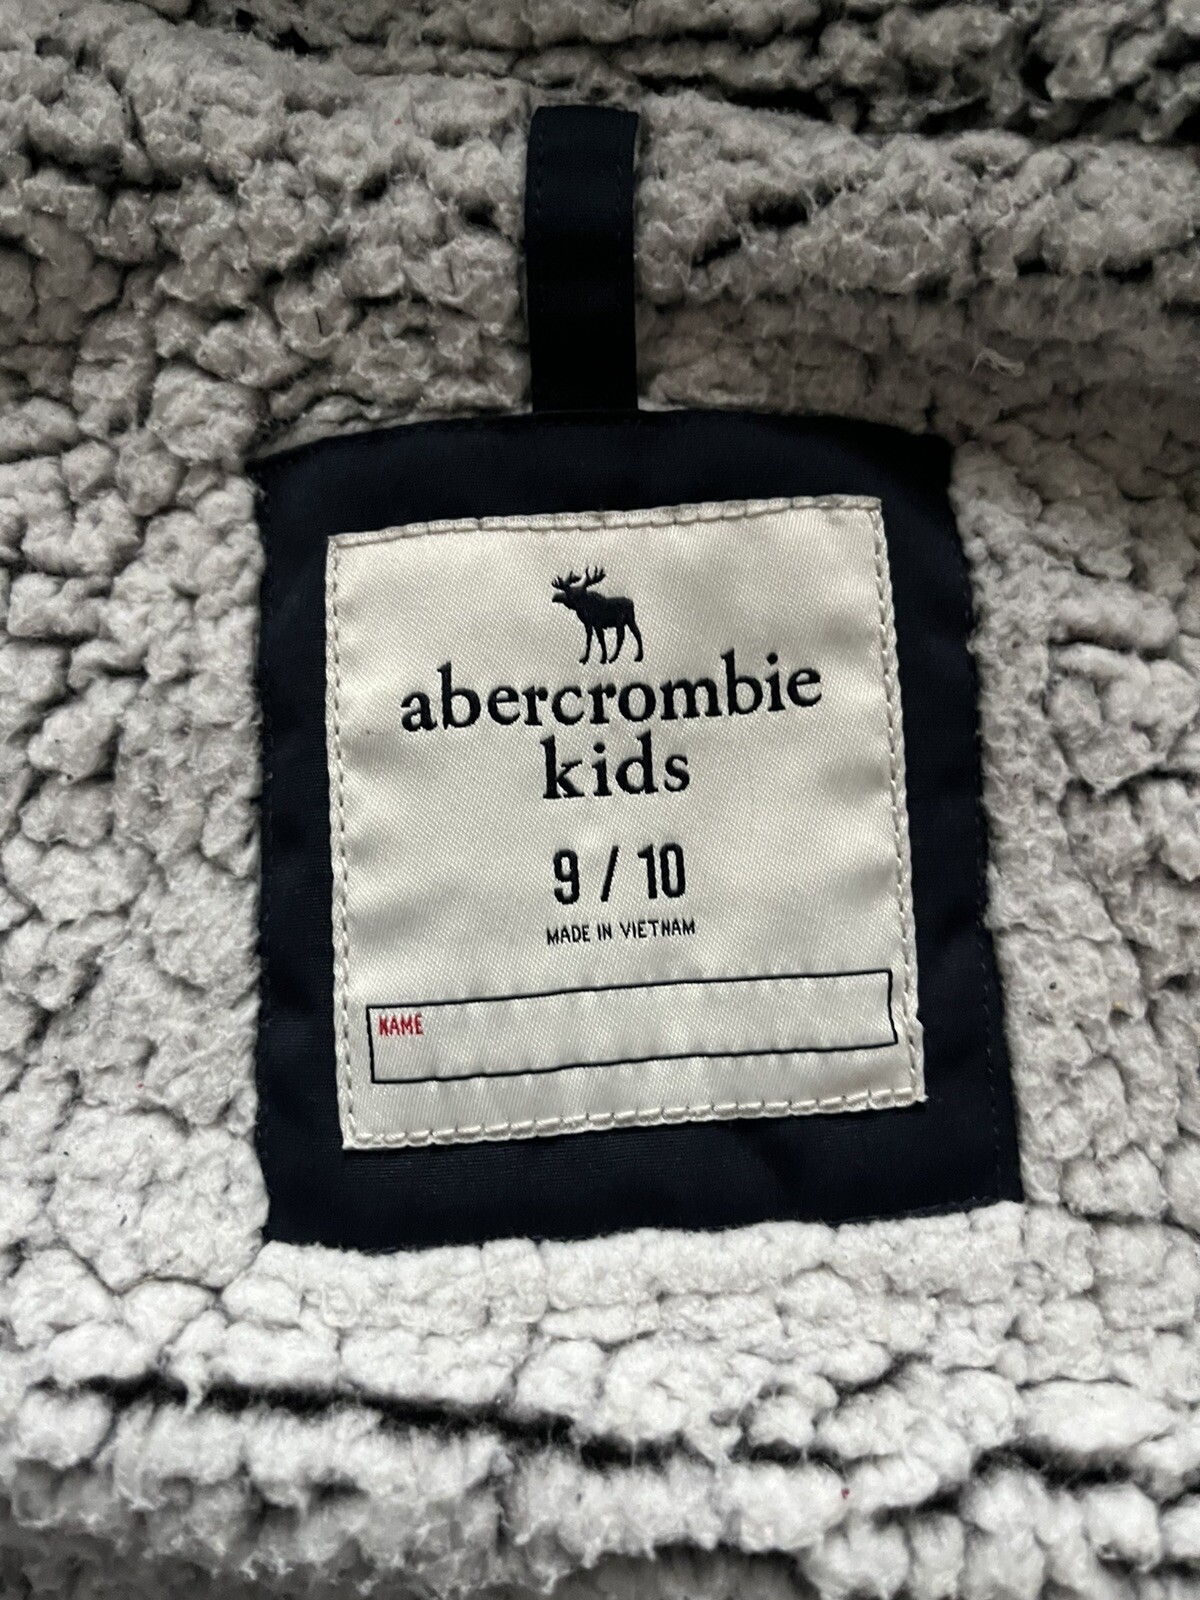 abercrombie
kids
9 / 10
MADE IN VIETNAM
NAME